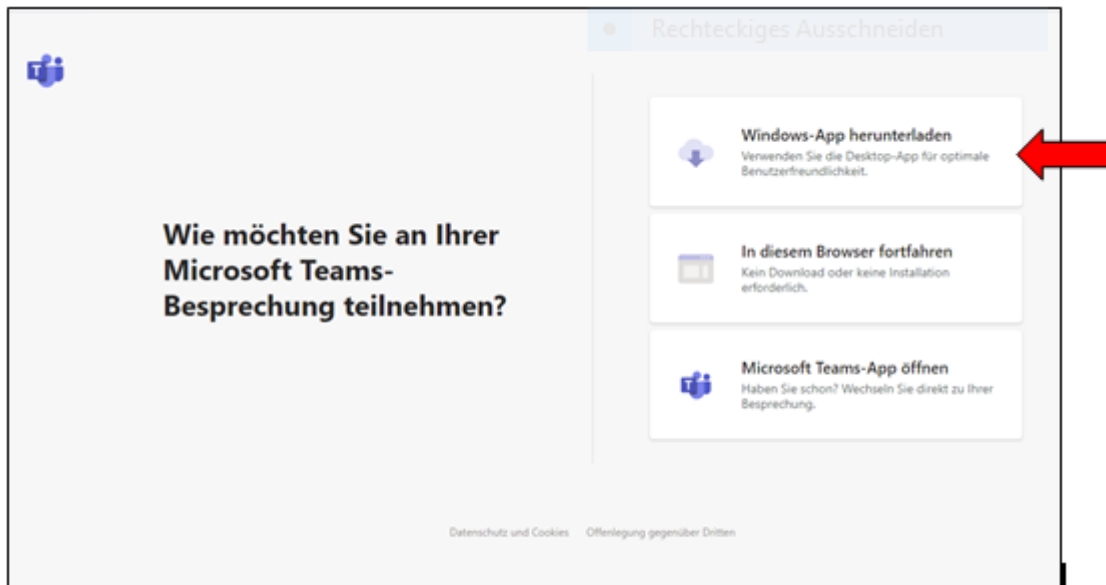 Rechteckiges Ausschneiden
Wie möchten Sie an Ihrer
Microsoft Teams-
Besprechung teilnehmen?
Windows-App herunterladen
Verwenden Sie die Desktop-App für optimale
Benutzerfreundlichkeit.
In diesem Browser fortfahren
Kein Download oder keine Installation
erforderlich.
Microsoft Teams-App öffnen
Haben Sie schon? Wechseln Sie direkt zu Ihrer
Besprechung.
Datenschutz und Cookies Offenlegung gegenüber Dritten